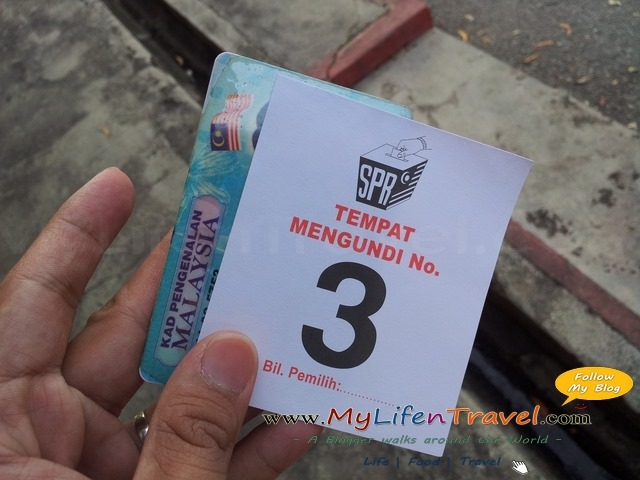 SPR
TEMPAT
MENGUNDI No.
3
Bil. Pemilih:................
KAD PENGENALAN
MALAYSIA
Follow
My Blog
www.MyLifenTravel.com
- A Blogger walks around the World -
Life | Food | Travel